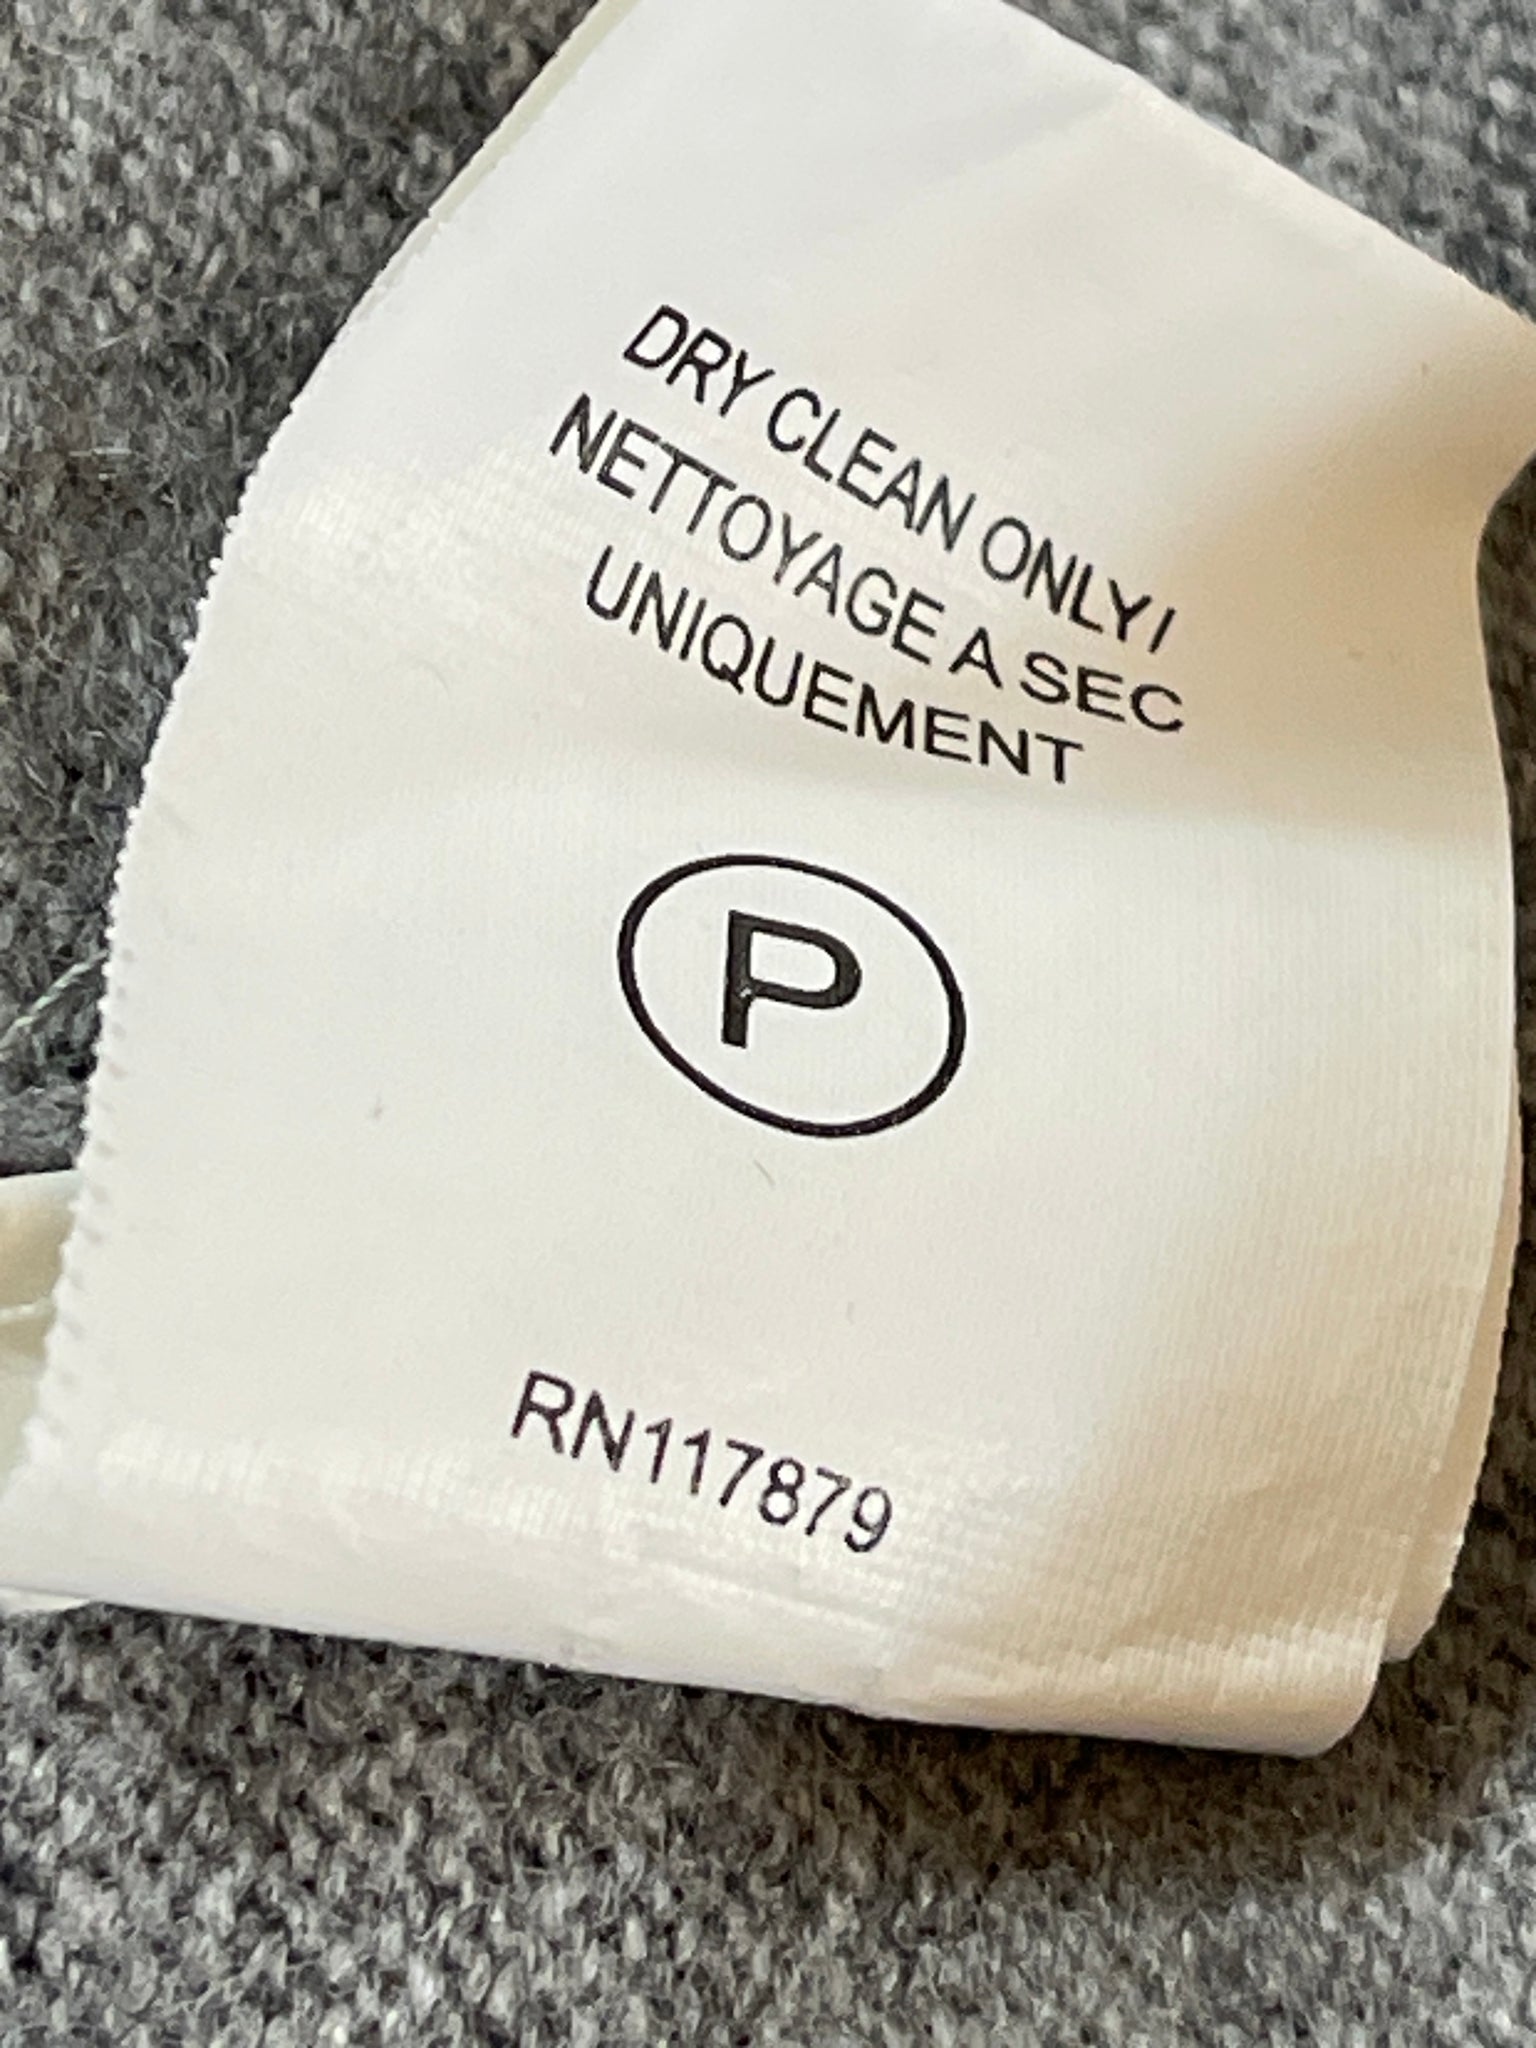 DRY CLEAN ONLY/
NETTOYAGE A SEC
UNIQUEMENT
P
RN117879